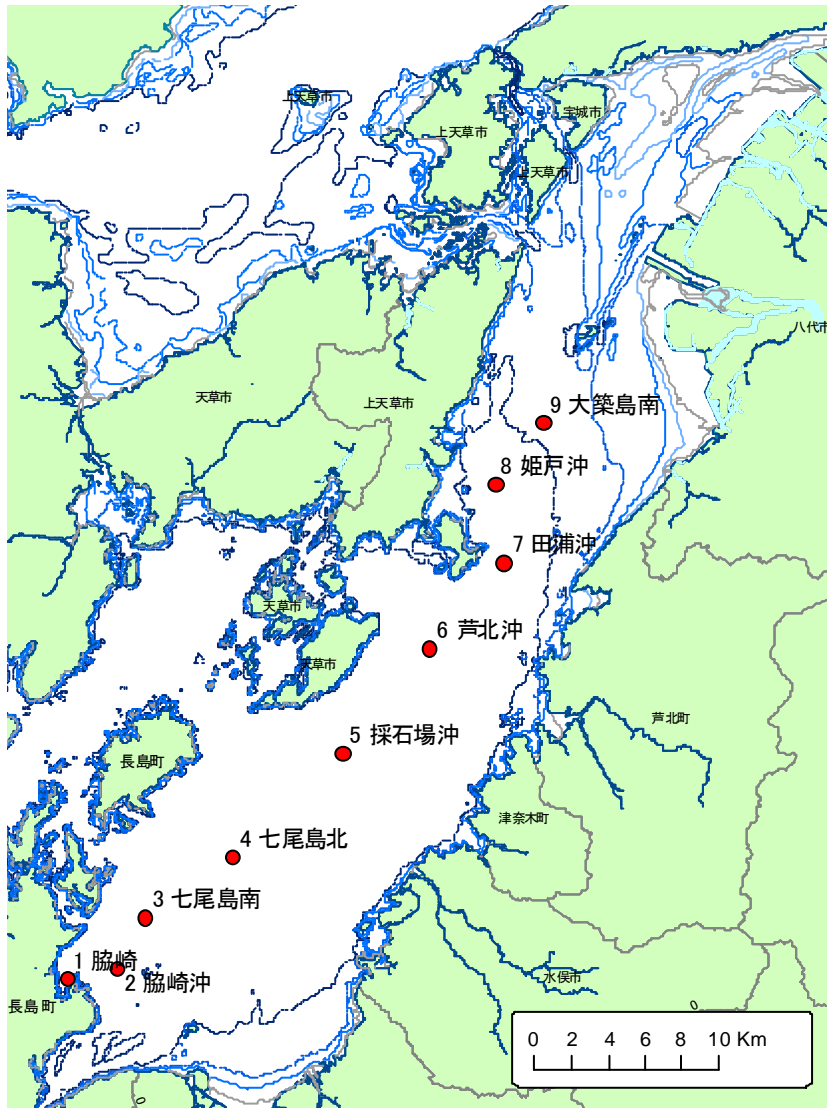 上天草市
宇城市
上天草市
上天草市
八代市
天草市
上天草市
9 大築島南
8 姫戸沖
7 田浦沖
天草市
6 芦北沖
天草市
芦北町
5 採石場沖
長島町
津奈木町
4 七尾島北
3 七尾島南
1 脇崎
2 脇崎沖
水俣市
長島町
0
0 2 4 6 8 10 Km
0